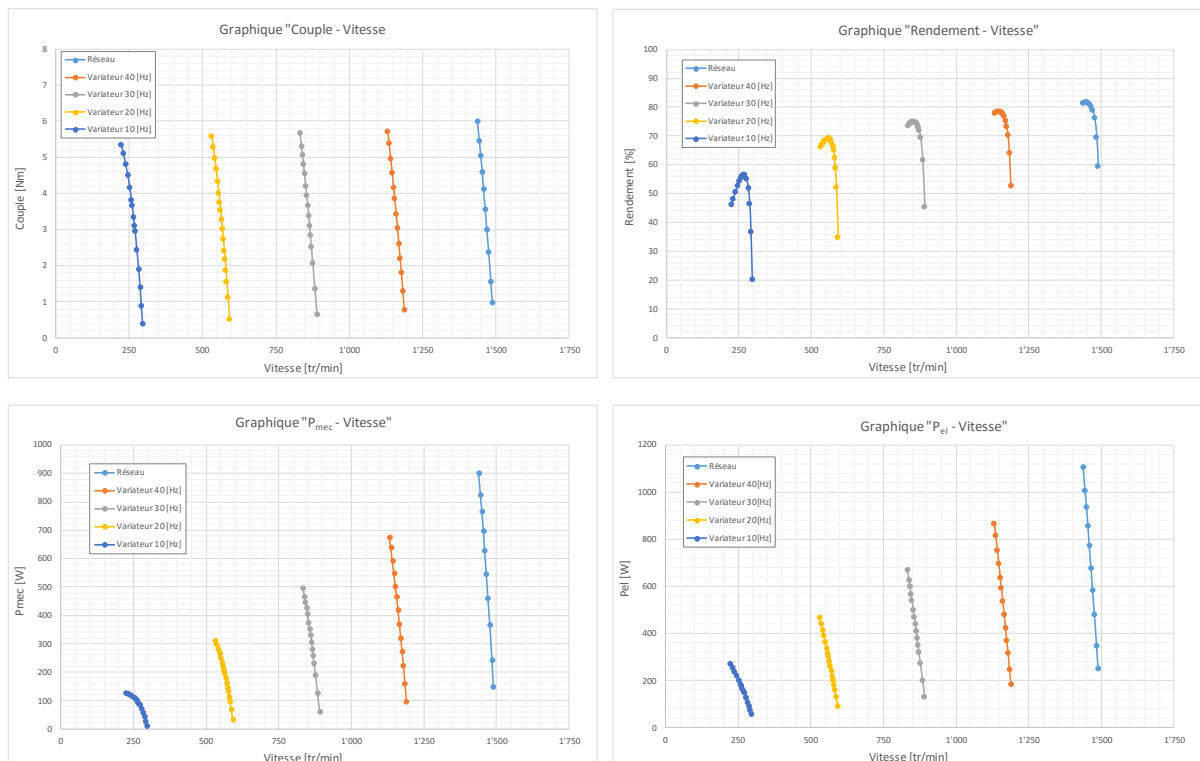 Graphique "Couple - Vitesse
8
7
6
5
4
3
2
1
0
Couple [Nm]
Réseau
Variateur 40 [Hz]
Variateur 30 [Hz]
Variateur 20 [Hz]
Variateur 10 [Hz]
0 250 500 750 1'000 1'250 1'500 1'750
Vitesse [tr/min]
Graphique "Rendement - Vitesse"
100
90
80
70
60
50
40
30
20
10
0
Rendement [%]
Réseau
Variateur 40 [Hz]
Variateur 30 [Hz]
Variateur 20 [Hz]
Variateur 10 [Hz]
0 250 500 750 1'000 1'250 1'500 1'750
Vitesse [tr/min]
Graphique "Pmec - Vitesse"
1000
900
800
700
600
500
400
300
200
100
0
Pmec [W]
Réseau
Variateur 40 [Hz]
Variateur 30 [Hz]
Variateur 20 [Hz]
Variateur 10 [Hz]
0 250 500 750 1'000 1'250 1'500 1'750
Vitesse [tr/min]
Graphique "Pel - Vitesse"
1200
1000
800
600
400
200
0
Pel [W]
Réseau
Variateur 40[Hz]
Variateur 30[Hz]
Variateur 20[Hz]
Variateur 10[Hz]
0 250 500 750 1'000 1'250 1'500 1'750
Vitesse [tr/min]